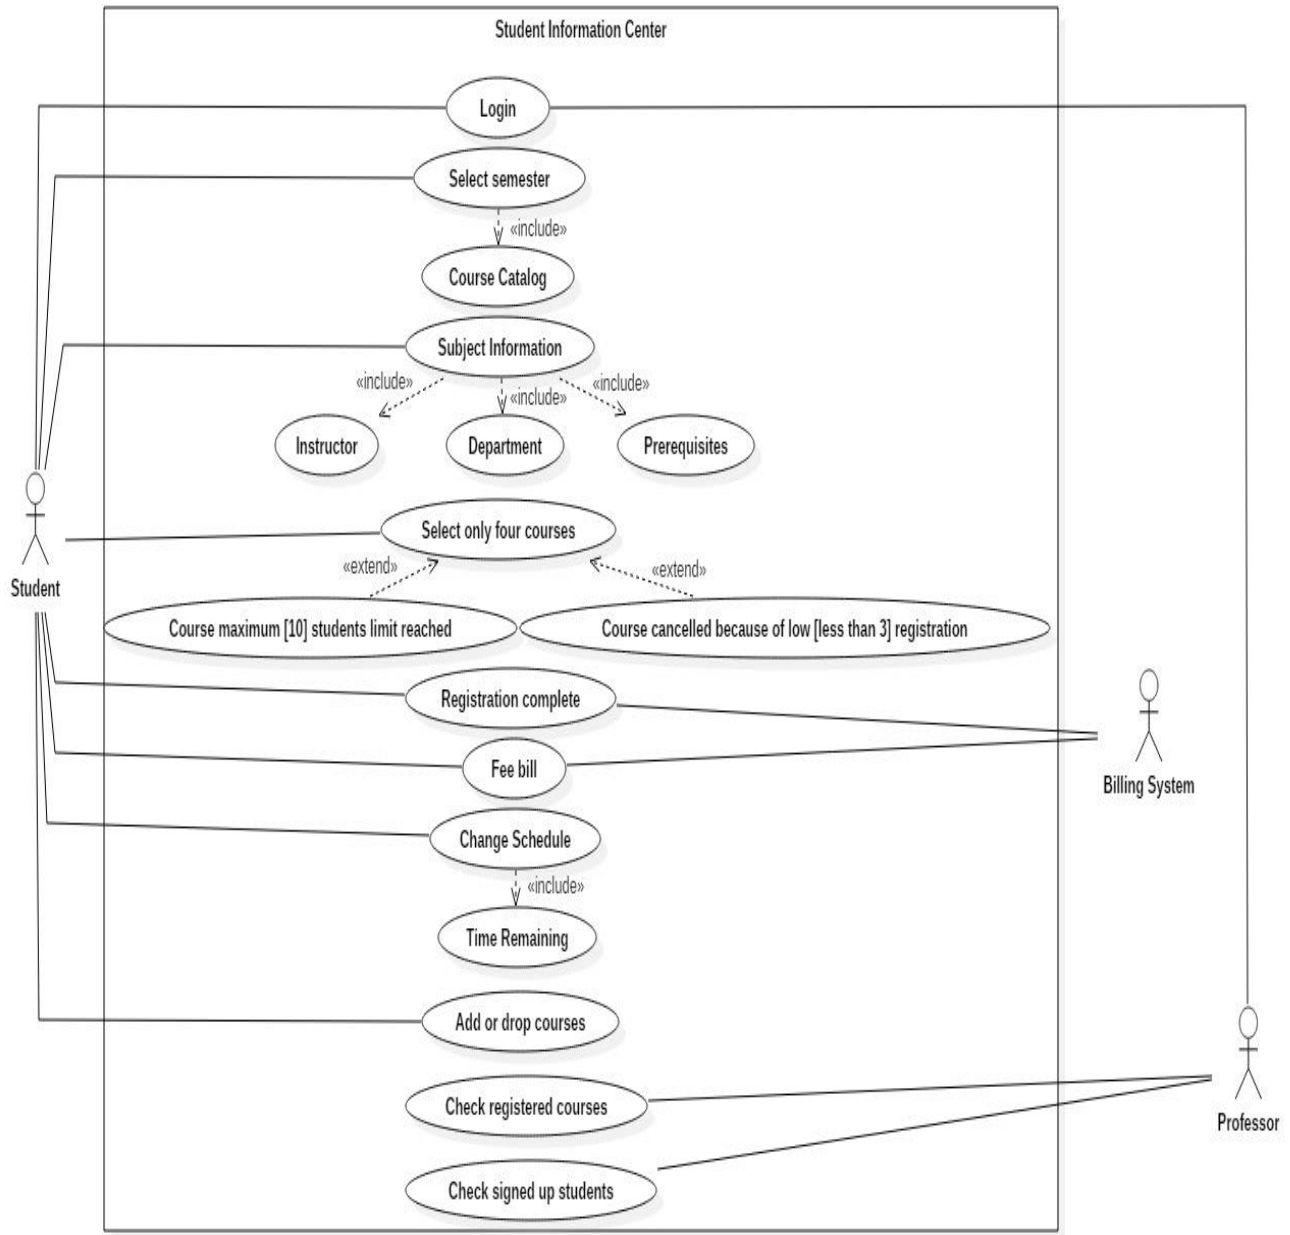 Student Information Center
Login
Select semester
«include»
Course Catalog
Subject Information
«include»
«include»
«include»
Instructor
Department
Prerequisites
Select only four courses
Student
«extend»
«extend»
Course maximum [10] students limit reached
Course cancelled because of low [less than 3] registration
Registration complete
Fee bill
Billing System
Change Schedule
«include»
Time Remaining
Add or drop courses
Check registered courses
Professor
Check signed up students